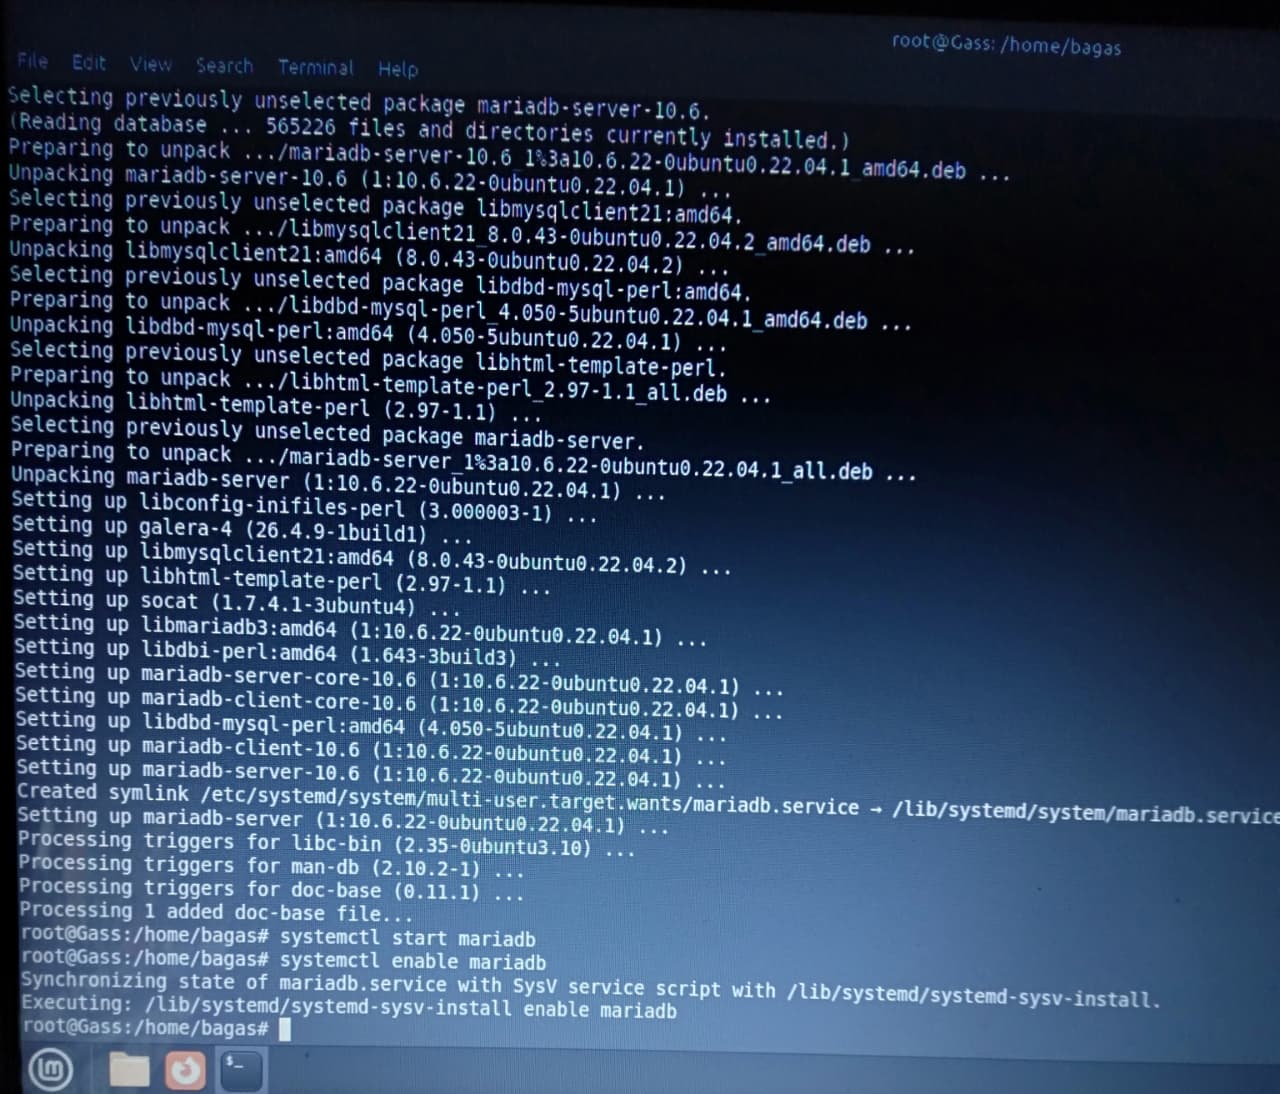 root@Gass: /home/bagas
File Edit View Search Terminal Help
Selecting previously unselected package mariadb-server-10.6.
(Reading database ... 565226 files and directories currently installed.)
Preparing to unpack .../mariadb-server-10.6_1%3a10.6.22-0ubuntu0.22.04.1_amd64.deb ...
Unpacking mariadb-server-10.6 (1:10.6.22-0ubuntu0.22.04.1) ...
Selecting previously unselected package libmysqlclient21:amd64.
Preparing to unpack .../libmysqlclient21_8.0.43-0ubuntu0.22.04.2_amd64.deb ...
Unpacking libmysqlclient21:amd64 (8.0.43-0ubuntu0.22.04.2) ...
Selecting previously unselected package libdbd-mysql-perl:amd64.
Preparing to unpack .../libdbd-mysql-perl_4.050-5ubuntu0.22.04.1_amd64.deb ...
Unpacking libdbd-mysql-perl:amd64 (4.050-5ubuntu0.22.04.1) ...
Selecting previously unselected package libhtml-template-perl.
Preparing to unpack .../libhtml-template-perl_2.97-1.1_all.deb ...
Unpacking libhtml-template-perl (2.97-1.1) ...
Selecting previously unselected package mariadb-server.
Preparing to unpack .../mariadb-server_1%3a10.6.22-0ubuntu0.22.04.1_all.deb ...
Unpacking mariadb-server (1:10.6.22-0ubuntu0.22.04.1) ...
Setting up libconfig-inifiles-perl (3.000003-1) ...
Setting up galera-4 (26.4.9-1build1) ...
Setting up libmysqlclient21:amd64 (8.0.43-0ubuntu0.22.04.2) ...
Setting up libhtml-template-perl (2.97-1.1) ...
Setting up socat (1.7.4.1-3ubuntu4) ...
Setting up libmariadb3:amd64 (1:10.6.22-0ubuntu0.22.04.1) ...
Setting up libdbi-perl:amd64 (1.643-3build3) ...
Setting up mariadb-server-core-10.6 (1:10.6.22-0ubuntu0.22.04.1) ...
Setting up mariadb-client-core-10.6 (1:10.6.22-0ubuntu0.22.04.1) ...
Setting up libdbd-mysql-perl:amd64 (4.050-5ubuntu0.22.04.1) ...
Setting up mariadb-client-10.6 (1:10.6.22-0ubuntu0.22.04.1) ...
Setting up mariadb-server-10.6 (1:10.6.22-0ubuntu0.22.04.1) ...
Created symlink /etc/systemd/system/multi-user.target.wants/mariadb.service → /lib/systemd/system/mariadb.service
Setting up mariadb-server (1:10.6.22-0ubuntu0.22.04.1) ...
Processing triggers for libc-bin (2.35-0ubuntu3.10) ...
Processing triggers for man-db (2.10.2-1) ...
Processing triggers for doc-base (0.11.1) ...
Processing 1 added doc-base file...
root@Gass:/home/bagas# systemctl start mariadb
root@Gass:/home/bagas# systemctl enable mariadb
Synchronizing state of mariadb.service with SysV service script with /lib/systemd/systemd-sysv-install.
Executing: /lib/systemd/systemd-sysv-install enable mariadb
root@Gass:/home/bagas#